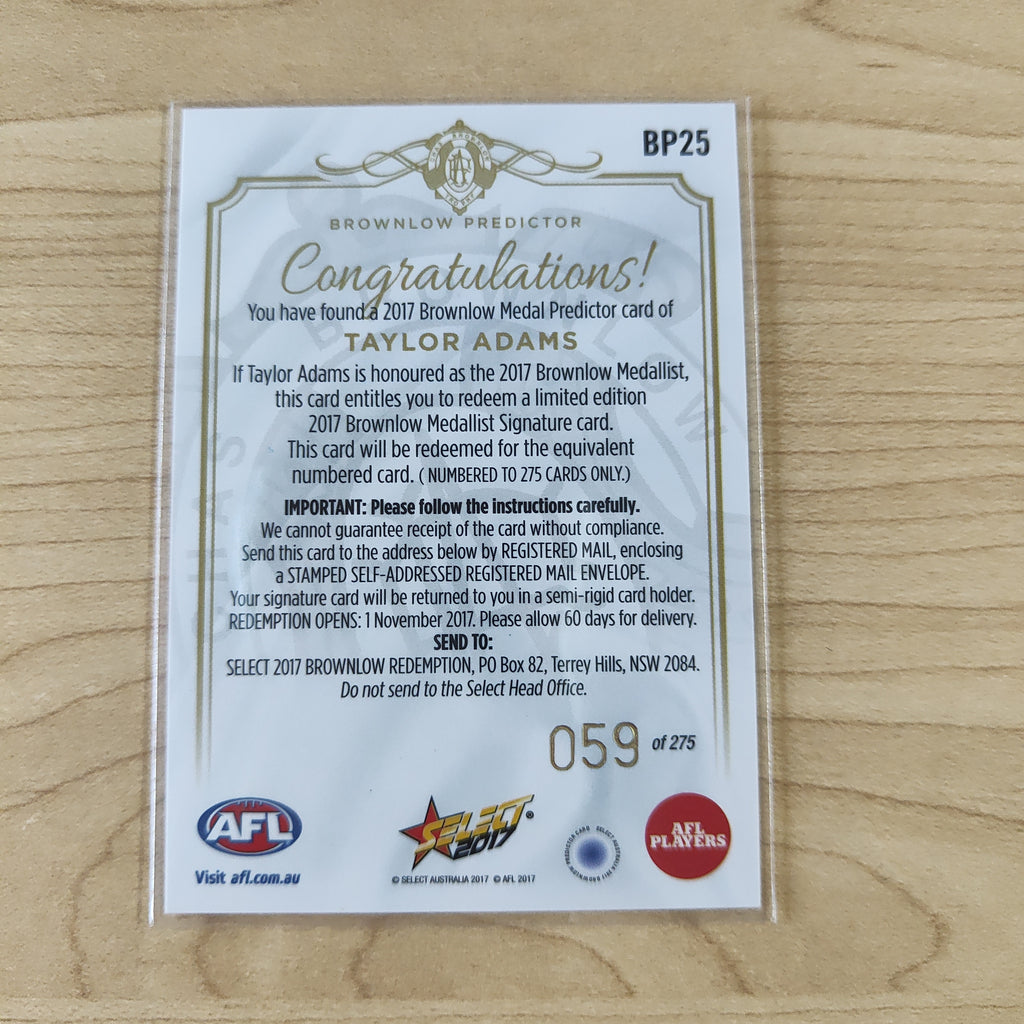 BP25
BROWNLOW PREDICTOR
Congratulations!
You have found a 2017 Brownlow Medal Predictor card of
TAYLOR ADAMS
If Taylor Adams is honoured as the 2017 Brownlow Medallist,
this card entitles you to redeem a limited edition
2017 Brownlow Medallist Signature card.
This card will be redeemed for the equivalent
numbered card. ( NUMBERED TO 275 CARDS ONLY.)
IMPORTANT: Please follow the instructions carefully.
We cannot guarantee receipt of the card without compliance.
Send this card to the address below by REGISTERED MAIL, enclosing
a STAMPED SELF-ADDRESSED REGISTERED MAIL ENVELOPE.
Your signature card will be returned to you in a semi-rigid card holder.
REDEMPTION OPENS: 1 November 2017. Please allow 60 days for delivery.
SEND TO:
SELECT 2017 BROWNLOW REDEMPTION, PO Box 82, Terrey Hills, NSW 2084.
Do not send to the Select Head Office.
059 of 275
AFL
Visit afl.com.au
SELECT ®
2017
© SELECT AUSTRALIA 2017 © AFL 2017
SELECT AUSTRALIA 2017 BROWNLOW PREDICTOR CARD
AFL
PLAYERS